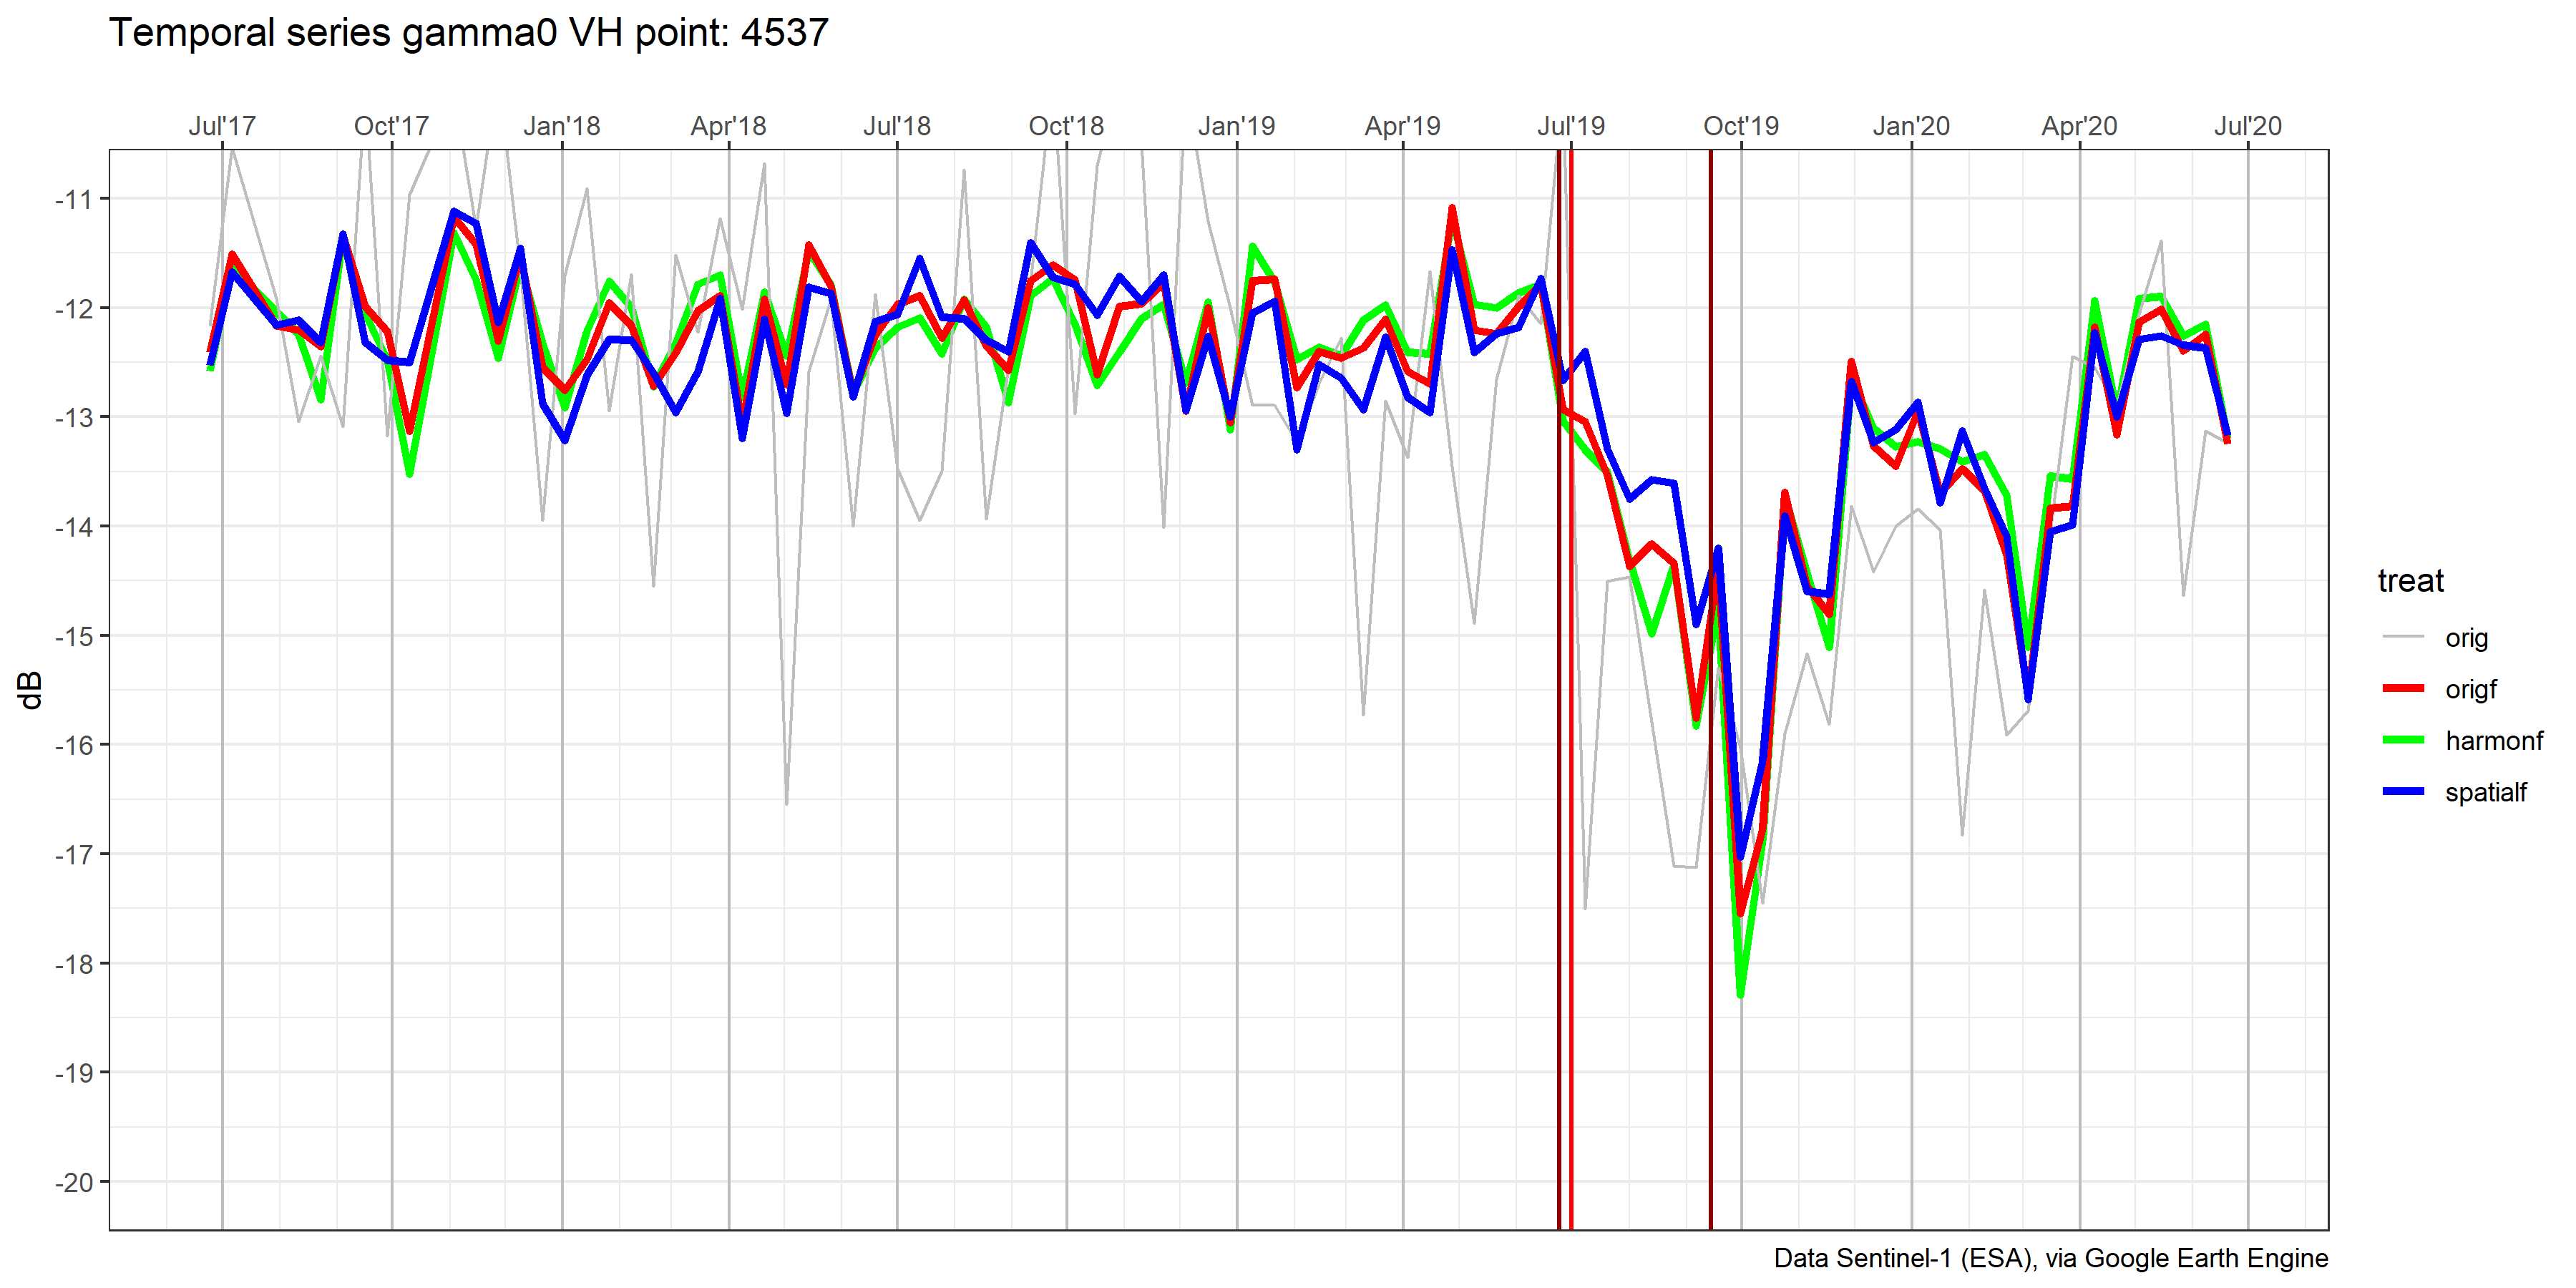 Temporal series gamma0 VH point: 4537
Jul'17 Oct'17 Jan'18 Apr'18 Jul'18 Oct'18 Jan'19 Apr'19 Jul'19 Oct'19 Jan'20 Apr'20 Jul'20
-11
-12
-13
-14
-15
-16
-17
-18
-19
-20
dB
treat
orig
origf
harmonf
spatialf
Data Sentinel-1 (ESA), via Google Earth Engine